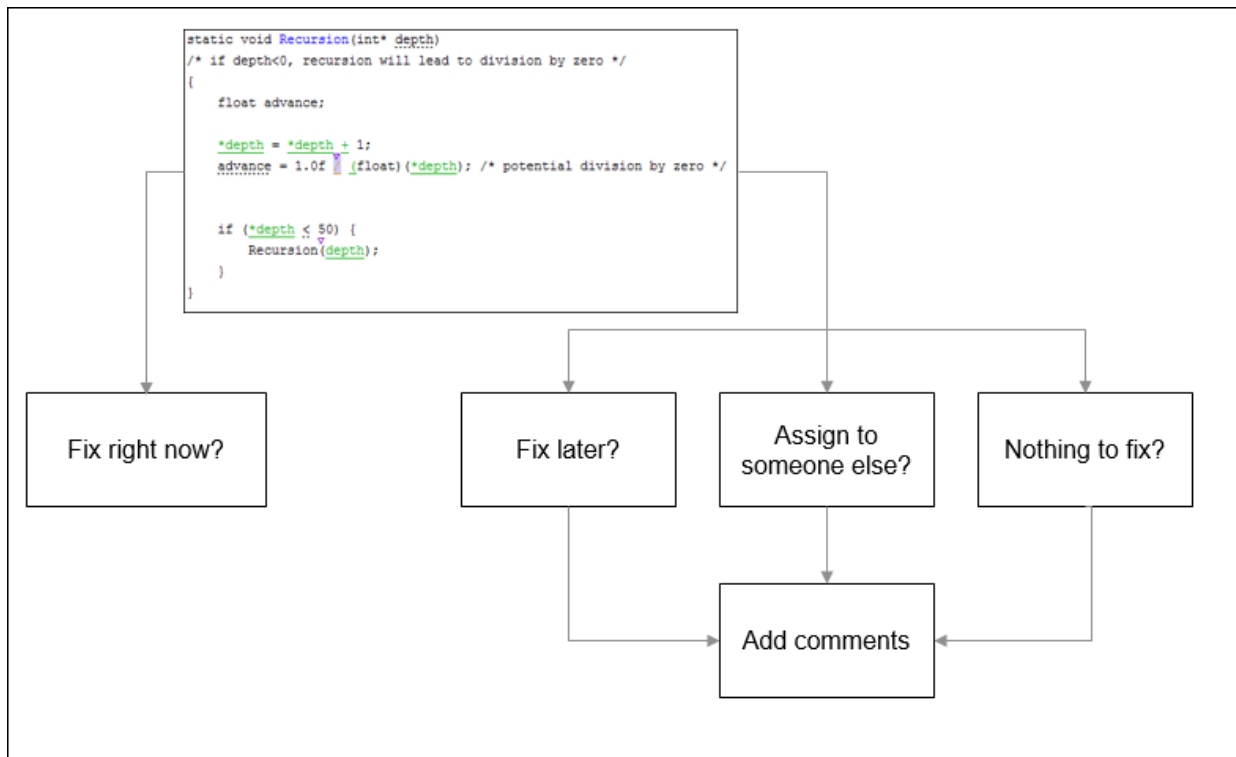 static void Recursion(int* depth)
/* if depth<0, recursion will lead to division by zero */
{
    float advance;
    *depth = *depth + 1;
    advance = 1.0f / (float)(*depth); /* potential division by zero */
    if (*depth < 50) {
        Recursion(depth);
    }
}
Fix right now?
Fix later?
Assign to
someone else?
Nothing to fix?
Add comments